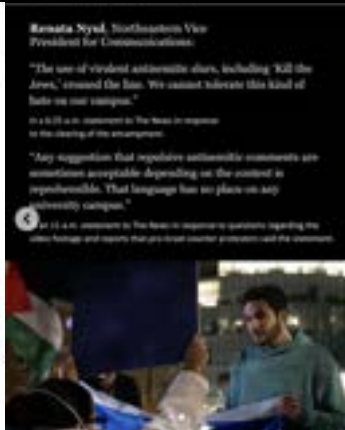 Renata Nyul, Northeastern Vice
President for Communications:
"The use of virulent antisemitic slurs, including 'Kill the
Jews,' crossed the line. We cannot tolerate this kind of
hate on our campus."
In a statement to The News in response
to the clearing of the encampment.
"Any suggestion that repulsive antisemitic comments are
sometimes acceptable depending on the context is
reprehensible. That language has no place on any
university campus."
a.m. statement to The News in response to questions regarding the
video footage and reports that pro-Israel counter protesters said the statement.